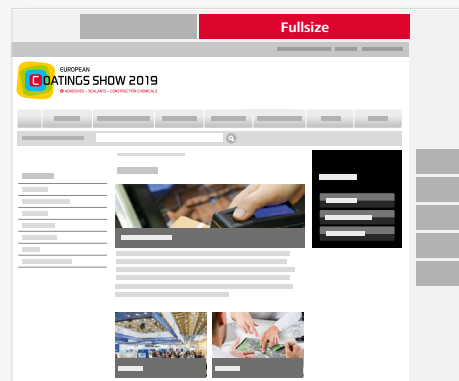 Fullsize
EUROPEAN
COATINGS SHOW 2019
ADHESIVES – SEALANTS – CONSTRUCTION CHEMICALS